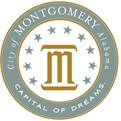 City of MONTGOMERY Alabama
M
CAPITAL OF DREAMS